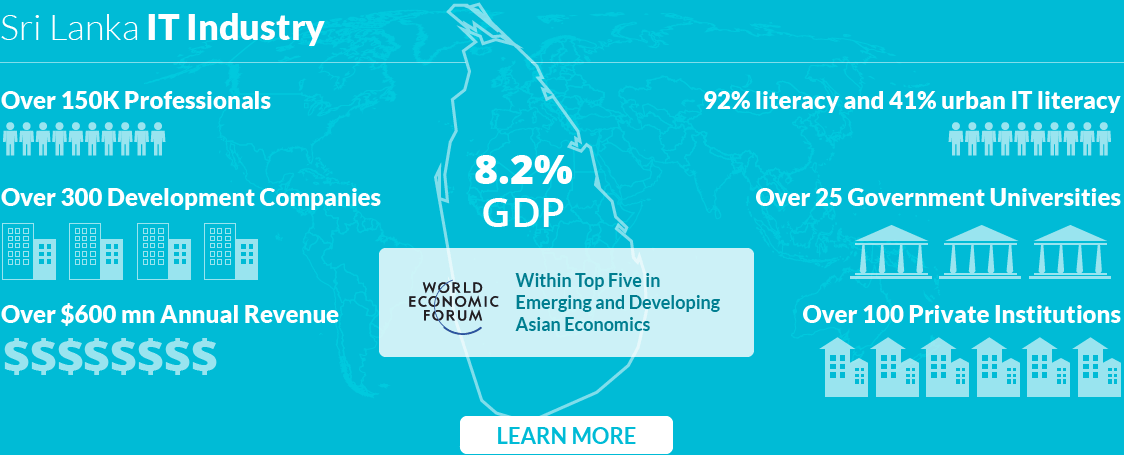 Sri Lanka IT Industry
Over 150K Professionals
92% literacy and 41% urban IT literacy
8.2%
GDP
Over 300 Development Companies
Over 25 Government Universities
WORLD
ECONOMIC
FORUM
Within Top Five in
Emerging and Developing
Asian Economics
Over $600 mn Annual Revenue
$$$$$$$$
Over 100 Private Institutions
LEARN MORE